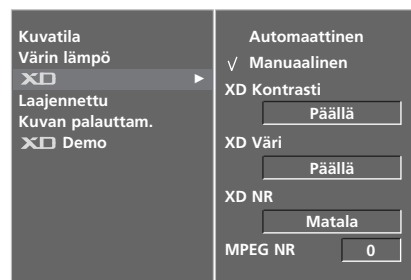 Kuvatila
Värin lämpö
XD
Laajennettu
Kuvan palauttam.
XD Demo
Automaattinen
√ Manuaalinen
XD Kontrasti
Päällä
XD Väri
Päällä
XD NR
Matala
MPEG NR 0